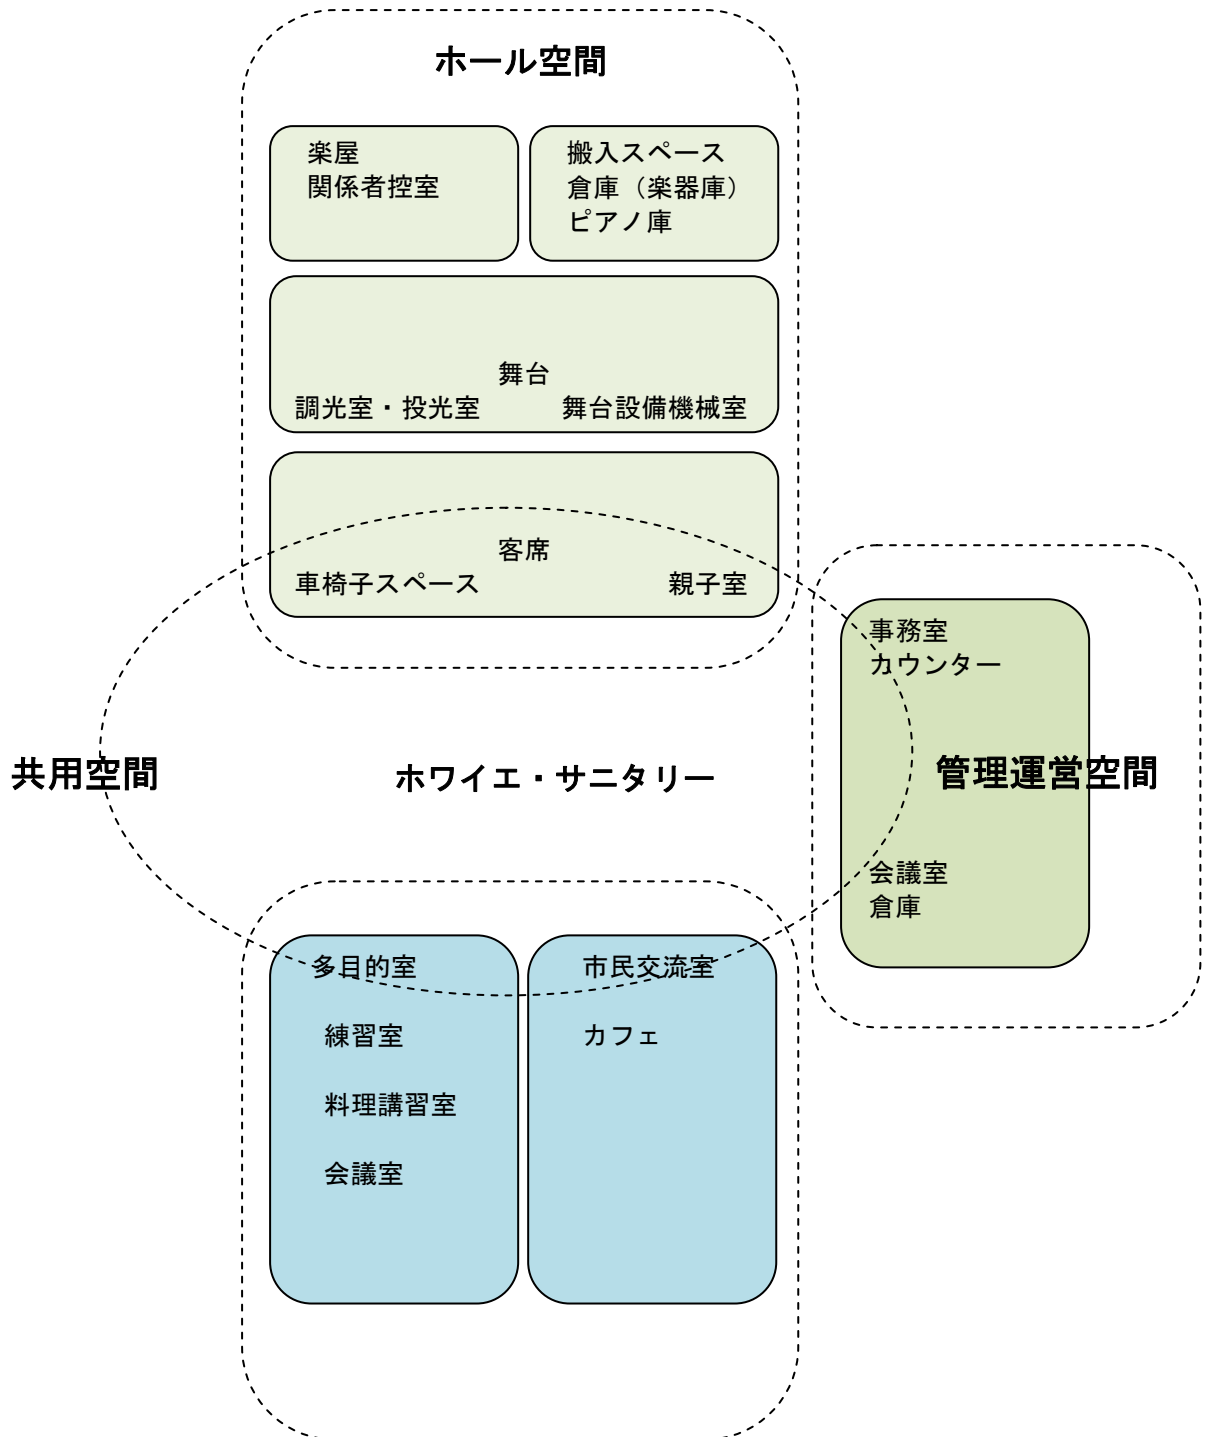 ホール空間
楽屋
関係者控室
搬入スペース
倉庫（楽器庫）
ピアノ庫
舞台
調光室・投光室 舞台設備機械室
客席
車椅子スペース 親子室
事務室
カウンター
共用空間
ホワイエ・サニタリー
管理運営空間
会議室
倉庫
多目的室
練習室
料理講習室
会議室
市民交流室
カフェ